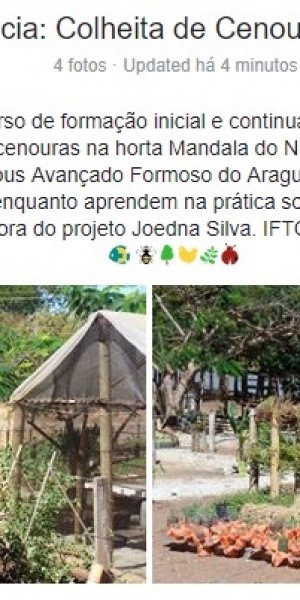 cia: Colheita de Cenou
4 fotos · Updated há 4 minutos
rso de formação inicial e continua
cenouras na horta Mandala do N
ous Avançado Formoso do Aragu
enquanto aprendem na prática so
ora do projeto Joedna Silva. IFTO